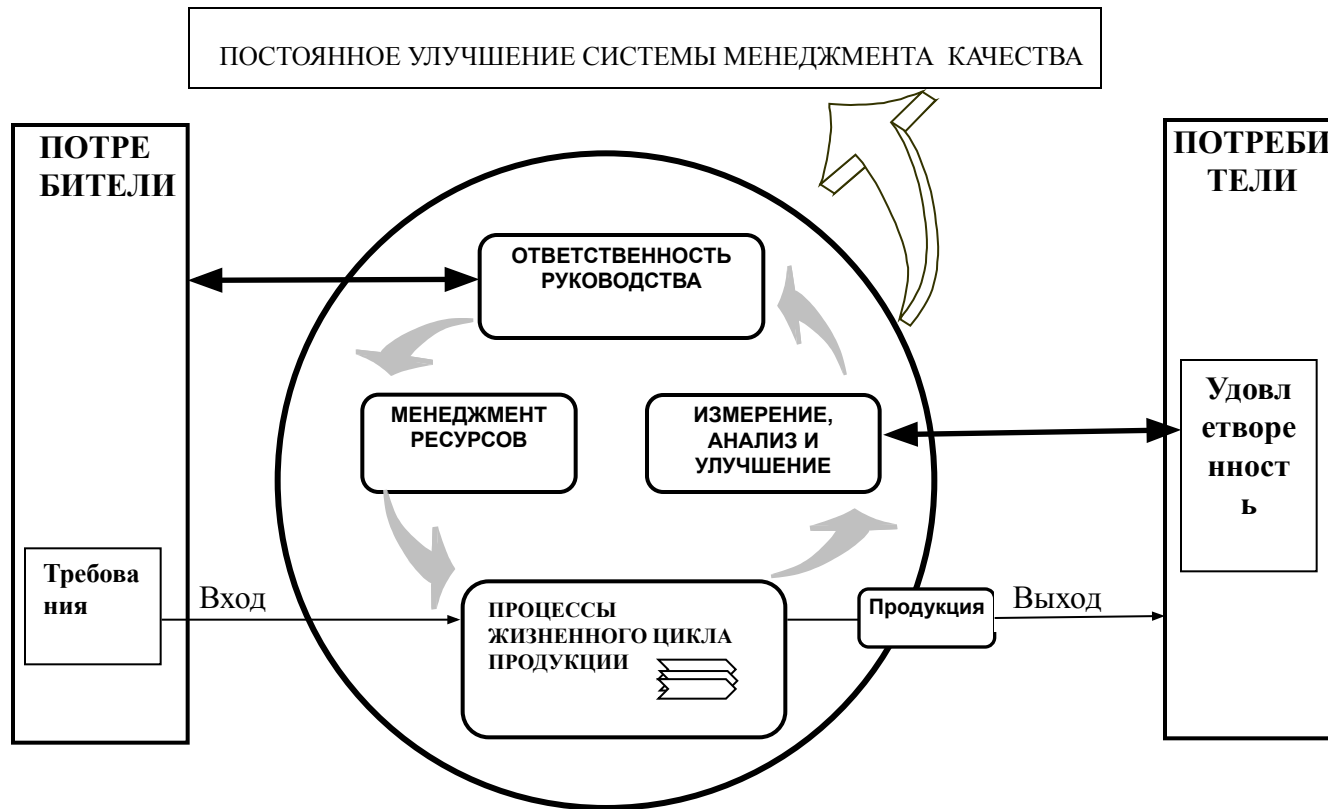 ПОСТОЯННОЕ УЛУЧШЕНИЕ СИСТЕМЫ МЕНЕДЖМЕНТА КАЧЕСТВА
ПОТРЕ
БИТЕЛИ
ПОТРЕБИ
ТЕЛИ
ОТВЕТСТВЕННОСТЬ
РУКОВОДСТВА
МЕНЕДЖМЕНТ
РЕСУРСОВ
ИЗМЕРЕНИЕ,
АНАЛИЗ И
УЛУЧШЕНИЕ
Удовл
етворе
нност
ь
Требова
ния
Вход
ПРОЦЕССЫ
ЖИЗНЕННОГО ЦИКЛА
ПРОДУКЦИИ
Продукция
Выход